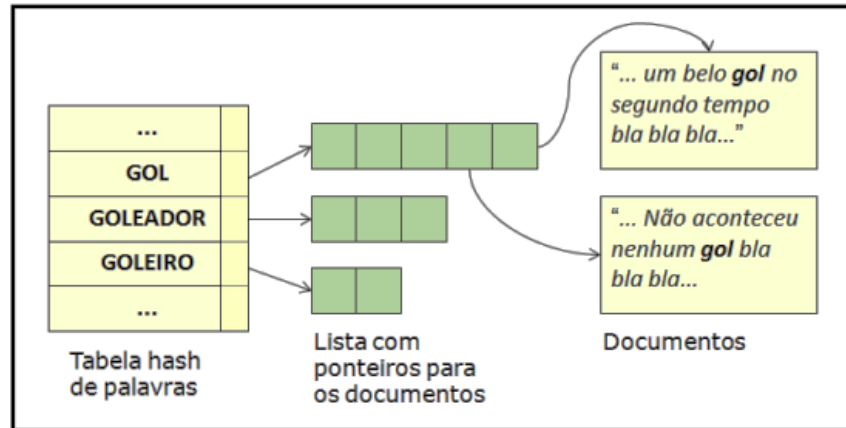 ...
GOL
GOLEADOR
GOLEIRO
...
Tabela hash
de palavras
Lista com
ponteiros para
os documentos
“... um belo gol no
segundo tempo
bla bla bla...”
“... Não aconteceu
nenhum gol bla
bla bla...
Documentos